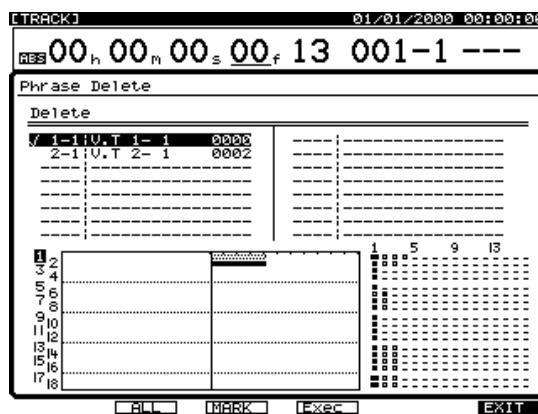 [TRACK] 01/01/2000 00:00:00
ABS 00h 00m 00s 00f 13 001-1 ---
Phrase Delete
Delete
√ 1-1 V.T 1- 1 0000
2-1 V.T 2- 1 0002
1 5 9 13
1
2
3
4
5
6
7
8
9
10
11
12
13
14
15
16
17
18
ALL MARK Exec EXIT